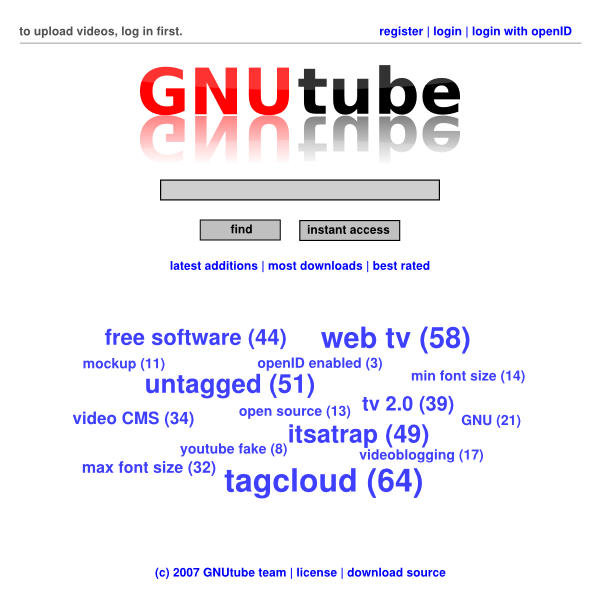 to upload videos, log in first. register | login | login with openID
GNUtube
find instant access
latest additions | most downloads | best rated
free software (44) web tv (58)
mockup (11) openID enabled (3) min font size (14)
untagged (51) tv 2.0 (39)
video CMS (34) open source (13) GNU (21)
itsatrap (49)
youtube fake (8) videoblogging (17)
max font size (32) tagcloud (64)
(c) 2007 GNUtube team | license | download source